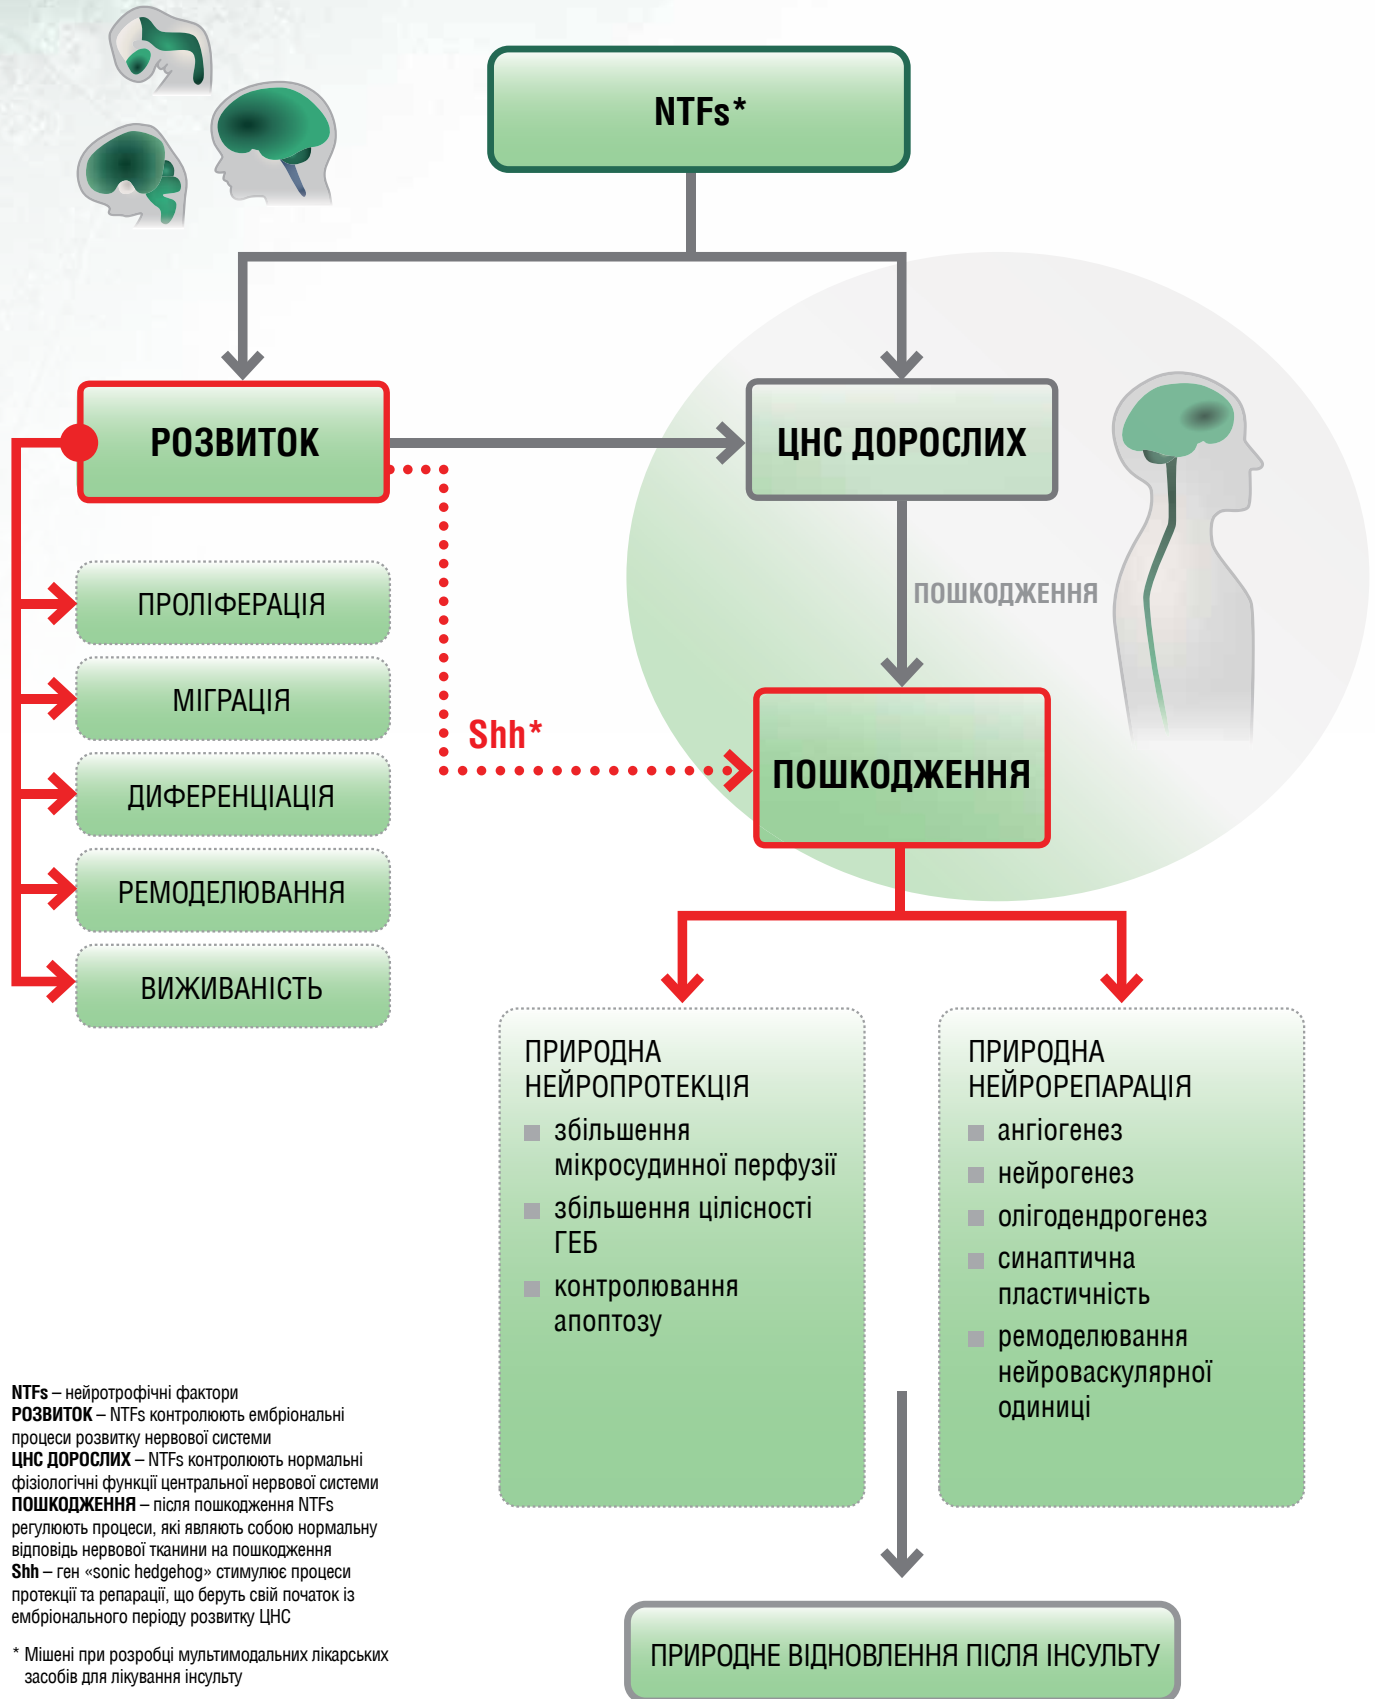 NTFs*
РОЗВИТОК
ЦНС ДОРОСЛИХ
ПРОЛІФЕРАЦІЯ
МІГРАЦІЯ
ДИФЕРЕНЦІАЦІЯ
РЕМОДЕЛЮВАННЯ
ВИЖИВАНІСТЬ
Shh*
ПОШКОДЖЕННЯ
ПОШКОДЖЕННЯ
ПРИРОДНА
НЕЙРОПРОТЕКЦІЯ
збільшення
мікросудинної перфузії
збільшення цілісності
ГЕБ
контролювання
апоптозу
ПРИРОДНА
НЕЙРОРЕПАРАЦІЯ
ангіогенез
нейрогенез
олігодендрогенез
синаптична
пластичність
ремоделювання
нейроваскулярної
одиниці
ПРИРОДНЕ ВІДНОВЛЕННЯ ПІСЛЯ ІНСУЛЬТУ
NTFs – нейротрофічні фактори
РОЗВИТОК – NTFs контролюють ембріональні
процеси розвитку нервової системи
ЦНС ДОРОСЛИХ – NTFs контролюють нормальні
фізіологічні функції центральної нервової системи
ПОШКОДЖЕННЯ – після пошкодження NTFs
регулюють процеси, які являють собою нормальну
відповідь нервової тканини на пошкодження
Shh – ген «sonic hedgehog» стимулює процеси
протекції та репарації, що беруть свій початок із
ембріонального періоду розвитку ЦНС
* Мішені при розробці мультимодальних лікарських
засобів для лікування інсульту